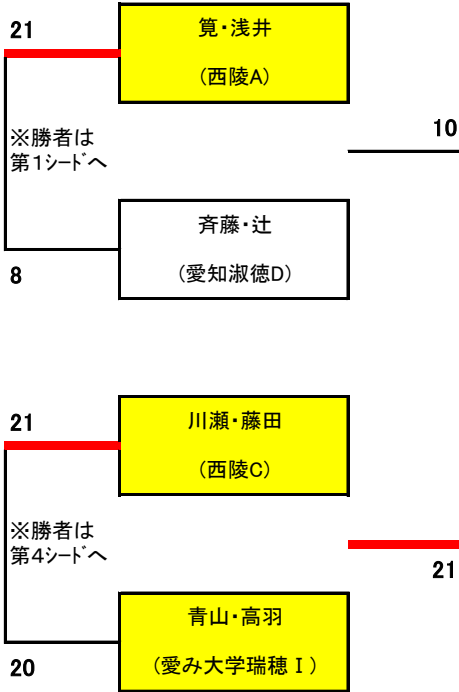 21
筧・浅井
(西陵A)
10
※勝者は
第1ｼｰﾄﾞへ
斉藤・辻
(愛知淑徳D)
8
21
川瀬・藤田
(西陵C)
※勝者は
第4ｼｰﾄﾞへ
21
青山・高羽
(愛み大学瑞穂Ⅰ)
20